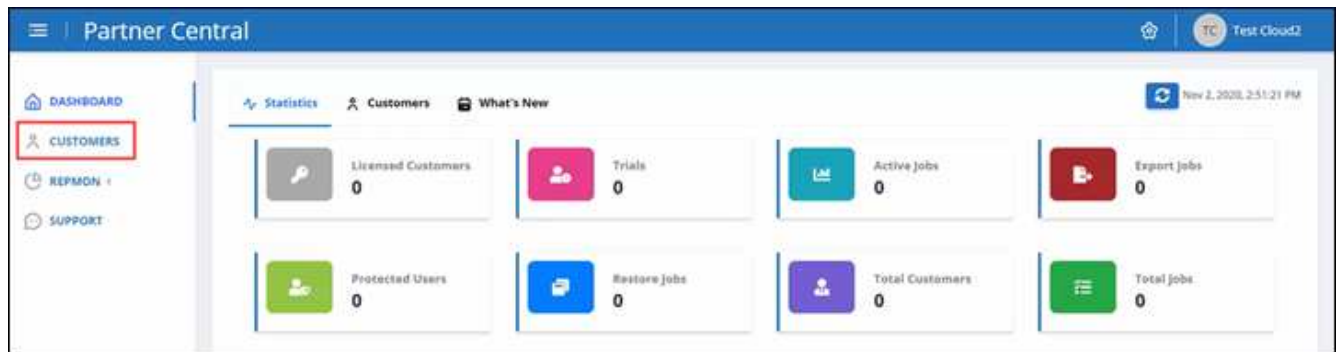 Partner Central
TC Test Cloud2
DASHBOARD
CUSTOMERS
REPMON
SUPPORT
Statistics Customers What's New
Nov 2, 2020, 2:51:21 PM
Licensed Customers
0
Trials
0
Active Jobs
0
Export Jobs
0
Protected Users
0
Restore Jobs
0
Total Customers
0
Total Jobs
0